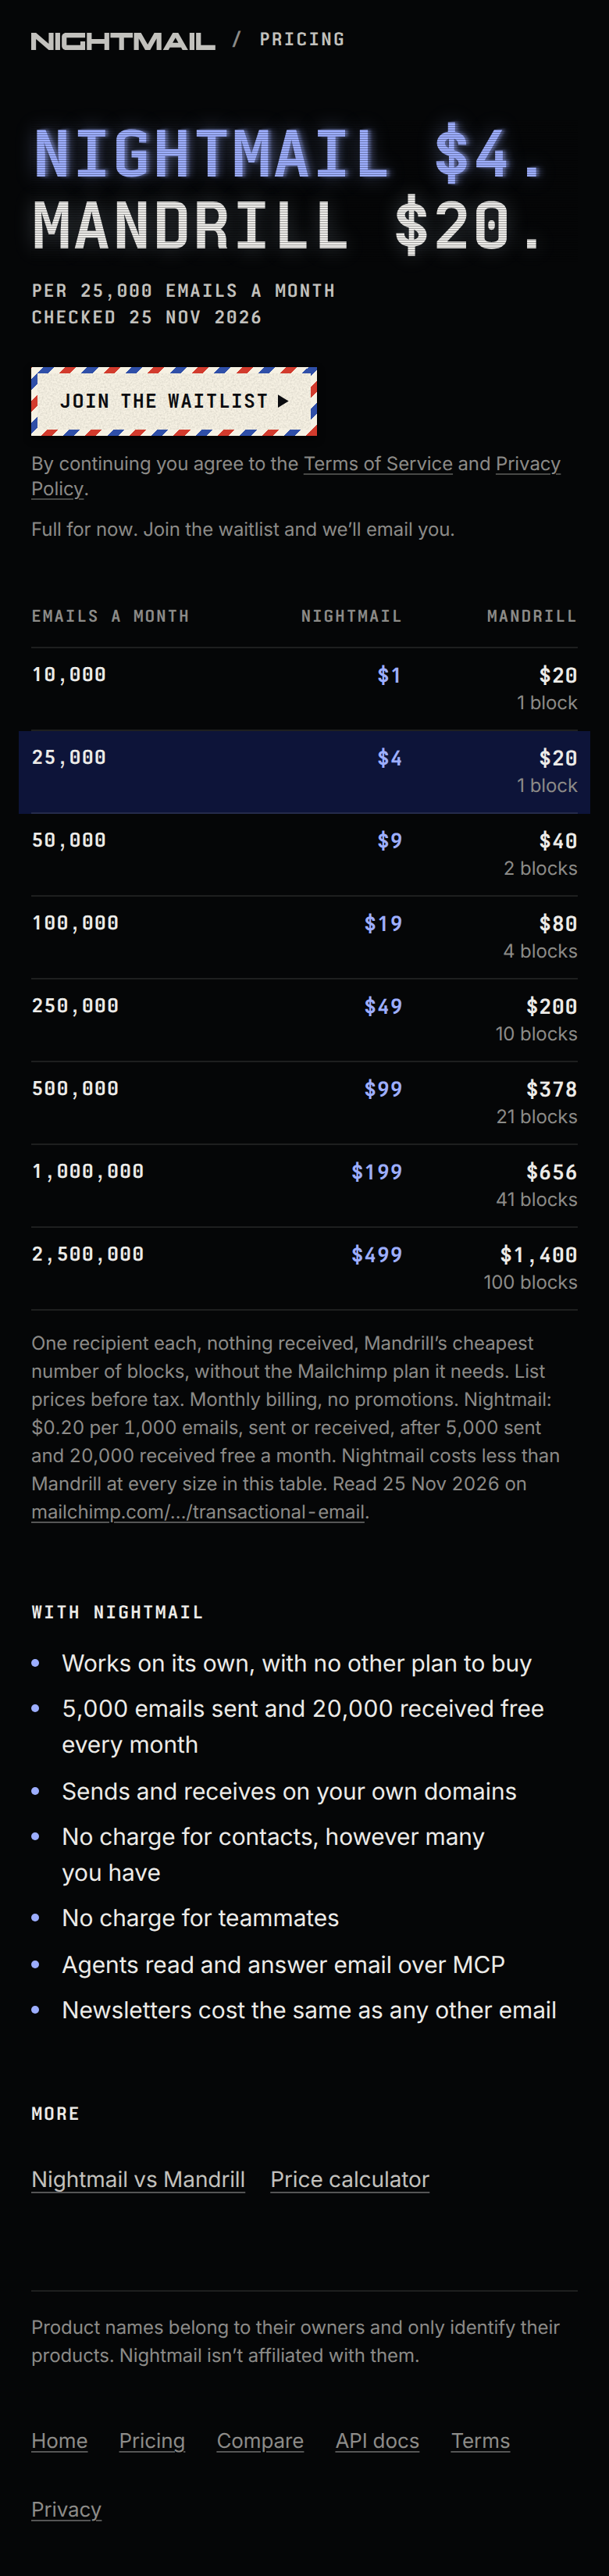 NIGHTMAIL / PRICING
NIGHTMAIL $4.
MANDRILL $20.
PER 25,000 EMAILS A MONTH
CHECKED 25 NOV 2026
JOIN THE WAITLIST ▶
By continuing you agree to the Terms of Service and Privacy
Policy.
Full for now. Join the waitlist and we’ll email you.
EMAILS A MONTH NIGHTMAIL MANDRILL
10,000 $1 $20
1 block
25,000 $4 $20
1 block
50,000 $9 $40
2 blocks
100,000 $19 $80
4 blocks
250,000 $49 $200
10 blocks
500,000 $99 $378
21 blocks
1,000,000 $199 $656
41 blocks
2,500,000 $499 $1,400
100 blocks
One recipient each, nothing received, Mandrill’s cheapest
number of blocks, without the Mailchimp plan it needs. List
prices before tax. Monthly billing, no promotions. Nightmail:
$0.20 per 1,000 emails, sent or received, after 5,000 sent
and 20,000 received free a month. Nightmail costs less than
Mandrill at every size in this table. Read 25 Nov 2026 on
mailchimp.com/…/transactional-email.
WITH NIGHTMAIL
• Works on its own, with no other plan to buy
• 5,000 emails sent and 20,000 received free
every month
• Sends and receives on your own domains
• No charge for contacts, however many
you have
• No charge for teammates
• Agents read and answer email over MCP
• Newsletters cost the same as any other email
MORE
Nightmail vs Mandrill Price calculator
Product names belong to their owners and only identify their
products. Nightmail isn’t affiliated with them.
Home Pricing Compare API docs Terms
Privacy